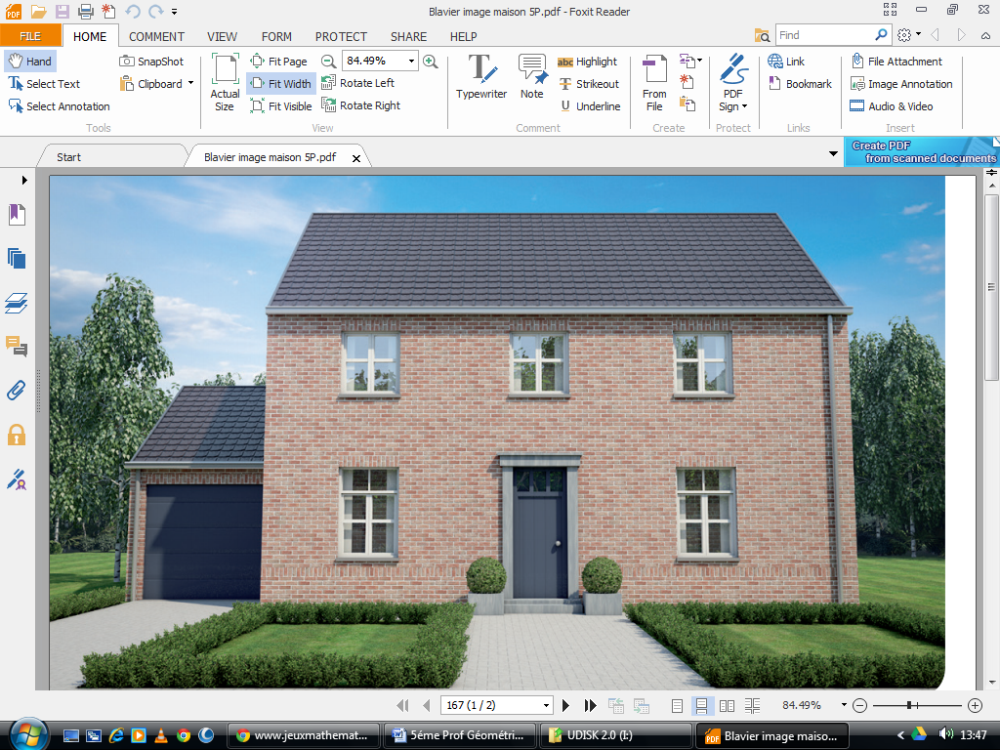 Blavier image maison 5P.pdf - Foxit Reader
FILE HOME COMMENT VIEW FORM PROTECT SHARE HELP Find
Hand SnapShot Fit Page 84.49% abc Highlight Link File Attachment
Select Text Clipboard Fit Width Rotate Left Strikeout Bookmark Image Annotation
Select Annotation Actual Size Fit Visible Rotate Right Typewriter Note U Underline From File PDF Sign Audio & Video
Tools View Comment Create Protect Links Insert
Start Blavier image maison 5P.pdf
Create PDF
from scanned documents
167 (1 / 2) 84.49%
www.jeuxmathemat... 5éme Prof Géométri... UDISK 2.0 (I:) Blavier image maiso... 13:47